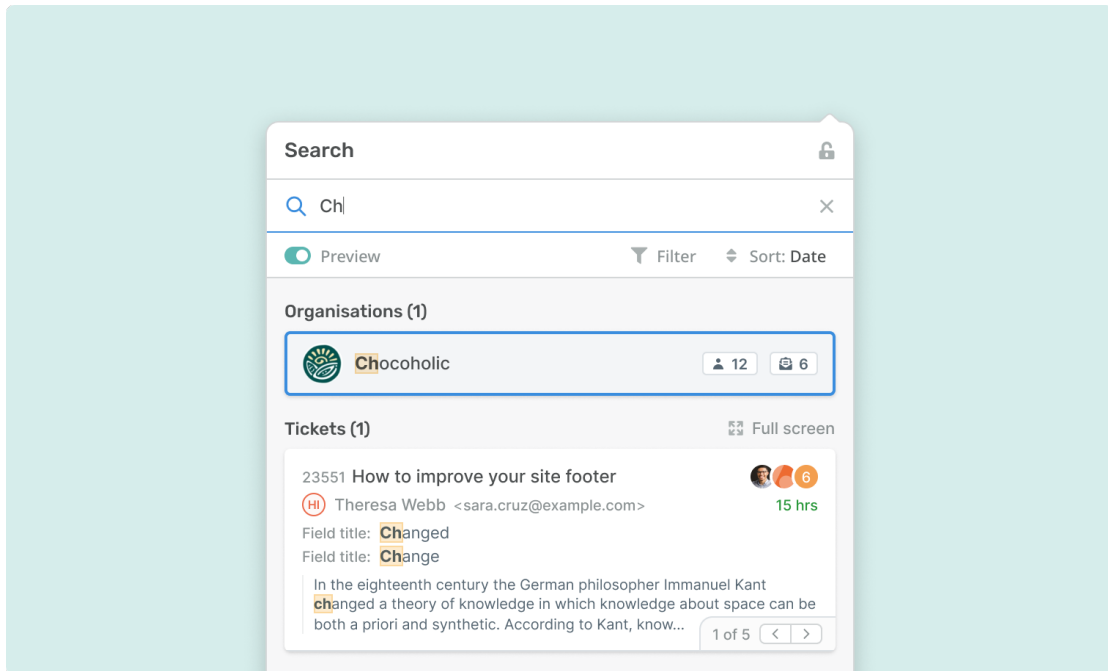 Search
Ch
Preview Filter Sort: Date
Organisations (1)
Chocoholic 12 6
Tickets (1) Full screen
23551 How to improve your site footer 6
HI Theresa Webb <sara.cruz@example.com> 15 hrs
Field title: Changed
Field title: Change
In the eighteenth century the German philosopher Immanuel Kant
changed a theory of knowledge in which knowledge about space can be
both a priori and synthetic. According to Kant, know...
1 of 5